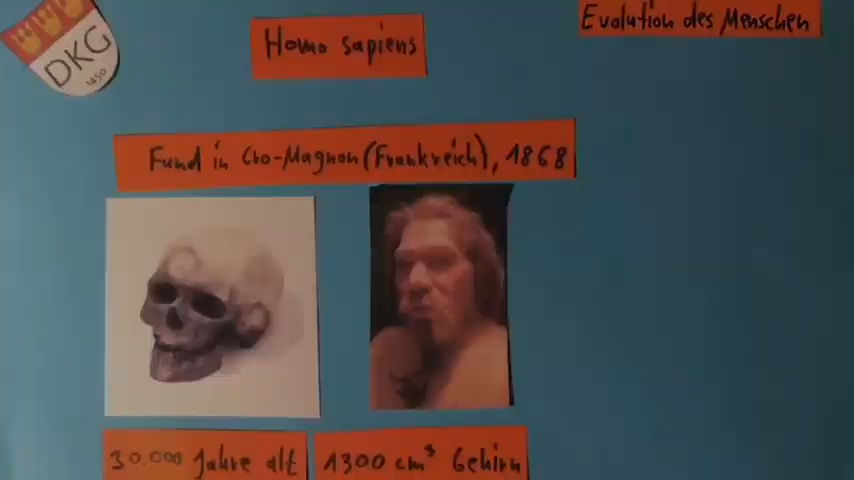 DKG
1450
Homo sapiens
Evolution des Menschen
Fund in Cro-Magnon (Frankreich), 1868
30.000 Jahre alt
1300 cm³ Gehirn